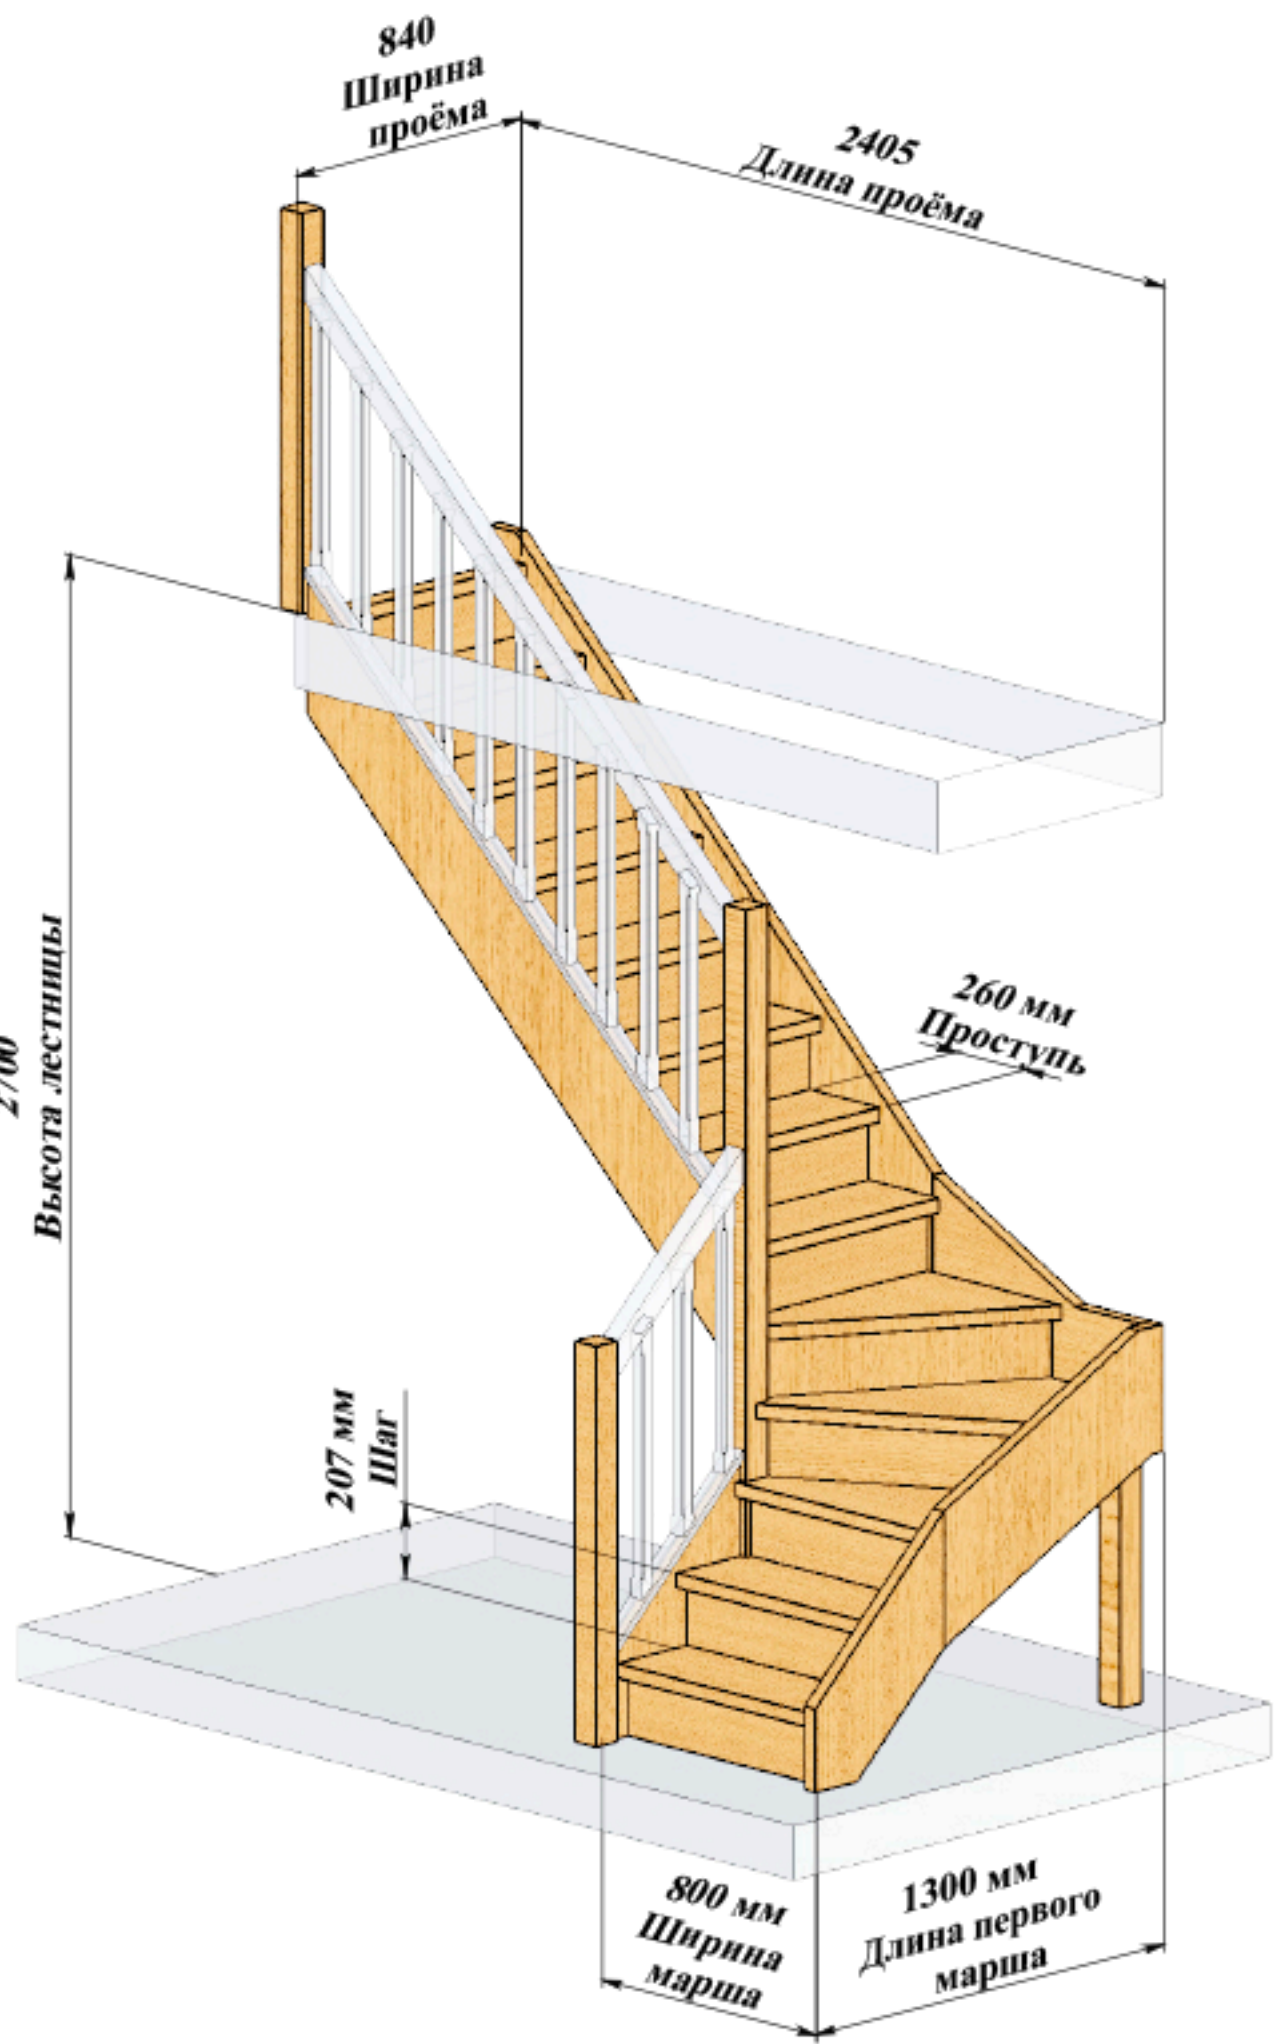 840
Ширина
проёма
2405
Длина проёма
2700
Высота лестницы
260 мм
Проступь
207 мм
Шаг
800 мм
Ширина
марша
1300 мм
Длина первого
марша